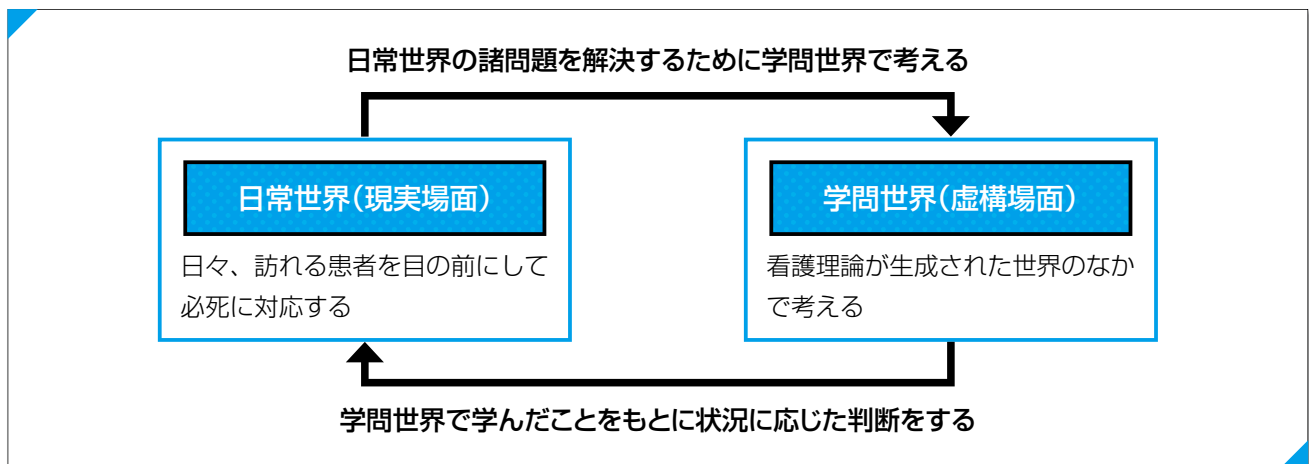 日常世界の諸問題を解決するために学問世界で考える
日常世界(現実場面)
日々、訪れる患者を目の前にして
必死に対応する
学問世界(虚構場面)
看護理論が生成された世界のなか
で考える
学問世界で学んだことをもとに状況に応じた判断をする